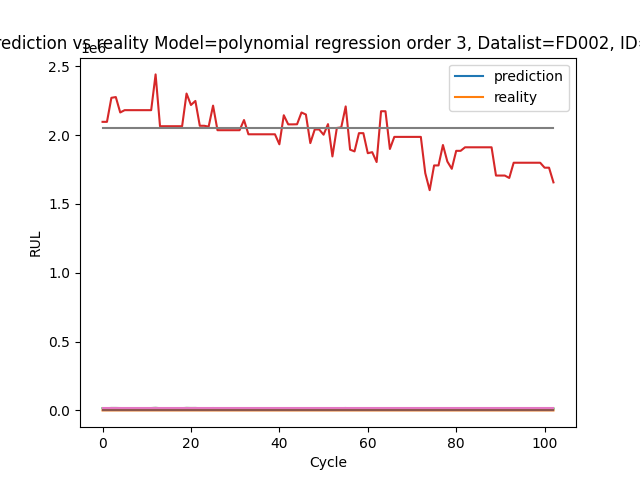 rediction vs reality Model=polynomial regression order 3, Datalist=FD002, ID=
1e6
prediction
reality
2.5
2.0
1.5
1.0
0.5
0.0
RUL
0 20 40 60 80 100
Cycle